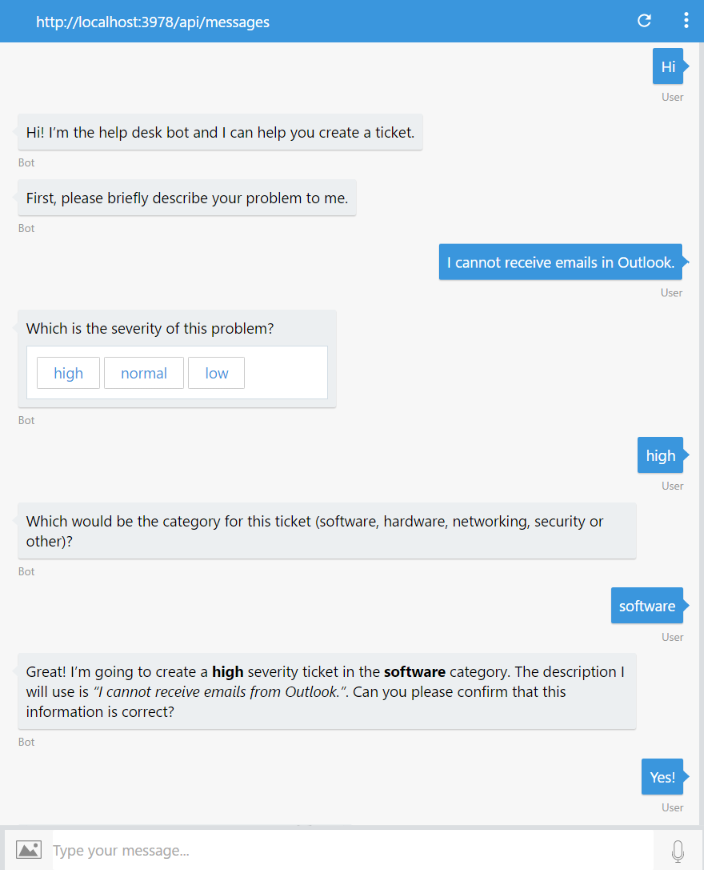 http://localhost:3978/api/messages
Hi
User
Hi! I'm the help desk bot and I can help you create a ticket.
Bot
First, please briefly describe your problem to me.
Bot
I cannot receive emails in Outlook.
User
Which is the severity of this problem?
high normal low
Bot
high
User
Which would be the category for this ticket (software, hardware, networking, security or
other)?
Bot
software
User
Great! I'm going to create a high severity ticket in the software category. The description I
will use is “I cannot receive emails from Outlook.”. Can you please confirm that this
information is correct?
Bot
Yes!
User
Type your message...